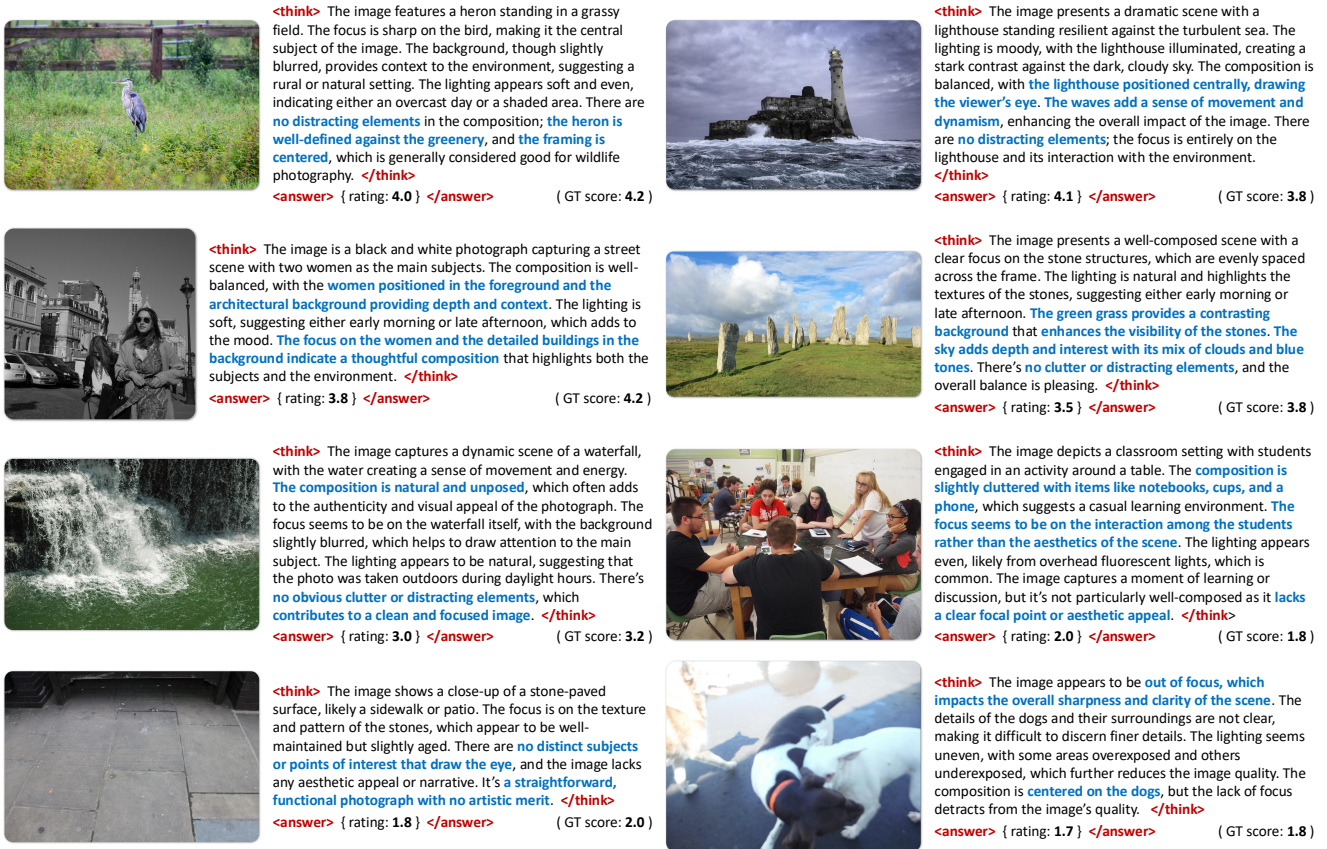 <think> The image features a heron standing in a grassy
field. The focus is sharp on the bird, making it the central
subject of the image. The background, though slightly
blurred, provides context to the environment, suggesting a
rural or natural setting. The lighting appears soft and even,
indicating either an overcast day or a shaded area. There are
no distracting elements in the composition; the heron is
well-defined against the greenery, and the framing is
centered, which is generally considered good for wildlife
photography. </think>
<answer> { rating: 4.0 } </answer> ( GT score: 4.2 )
<think> The image presents a dramatic scene with a
lighthouse standing resilient against the turbulent sea. The
lighting is moody, with the lighthouse illuminated, creating a
stark contrast against the dark, cloudy sky. The composition is
balanced, with the lighthouse positioned centrally, drawing
the viewer's eye. The waves add a sense of movement and
dynamism, enhancing the overall impact of the image. There
are no distracting elements; the focus is entirely on the
lighthouse and its interaction with the environment.
</think>
<answer> { rating: 4.1 } </answer> ( GT score: 3.8 )
<think> The image is a black and white photograph capturing a street
scene with two women as the main subjects. The composition is well-
balanced, with the women positioned in the foreground and the
architectural background providing depth and context. The lighting is
soft, suggesting either early morning or late afternoon, which adds to
the mood. The focus on the women and the detailed buildings in the
background indicate a thoughtful composition that highlights both the
subjects and the environment. </think>
<answer> { rating: 3.8 } </answer> ( GT score: 4.2 )
<think> The image presents a well-composed scene with a
clear focus on the stone structures, which are evenly spaced
across the frame. The lighting is natural and highlights the
textures of the stones, suggesting either early morning or
late afternoon. The green grass provides a contrasting
background that enhances the visibility of the stones. The
sky adds depth and interest with its mix of clouds and blue
tones. There's no clutter or distracting elements, and the
overall balance is pleasing. </think>
<answer> { rating: 3.5 } </answer> ( GT score: 3.8 )
<think> The image captures a dynamic scene of a waterfall,
with the water creating a sense of movement and energy.
The composition is natural and unposed, which often adds
to the authenticity and visual appeal of the photograph. The
focus seems to be on the waterfall itself, with the background
slightly blurred, which helps to draw attention to the main
subject. The lighting appears to be natural, suggesting that
the photo was taken outdoors during daylight hours. There's
no obvious clutter or distracting elements, which
contributes to a clean and focused image. </think>
<answer> { rating: 3.0 } </answer> ( GT score: 3.2 )
<think> The image depicts a classroom setting with students
engaged in an activity around a table. The composition is
slightly cluttered with items like notebooks, cups, and a
phone, which suggests a casual learning environment. The
focus seems to be on the interaction among the students
rather than the aesthetics of the scene. The lighting appears
even, likely from overhead fluorescent lights, which is
common. The image captures a moment of learning or
discussion, but it's not particularly well-composed as it lacks
a clear focal point or aesthetic appeal. </think>
<answer> { rating: 2.0 } </answer> ( GT score: 1.8 )
<think> The image shows a close-up of a stone-paved
surface, likely a sidewalk or patio. The focus is on the texture
and pattern of the stones, which appear to be well-
maintained but slightly aged. There are no distinct subjects
or points of interest that draw the eye, and the image lacks
any aesthetic appeal or narrative. It's a straightforward,
functional photograph with no artistic merit. </think>
<answer> { rating: 1.8 } </answer> ( GT score: 2.0 )
<think> The image appears to be out of focus, which
impacts the overall sharpness and clarity of the scene. The
details of the dogs and their surroundings are not clear,
making it difficult to discern finer details. The lighting seems
uneven, with some areas overexposed and others
underexposed, which further reduces the image quality. The
composition is centered on the dogs, but the lack of focus
detracts from the image's quality. </think>
<answer> { rating: 1.7 } </answer> ( GT score: 1.8 )